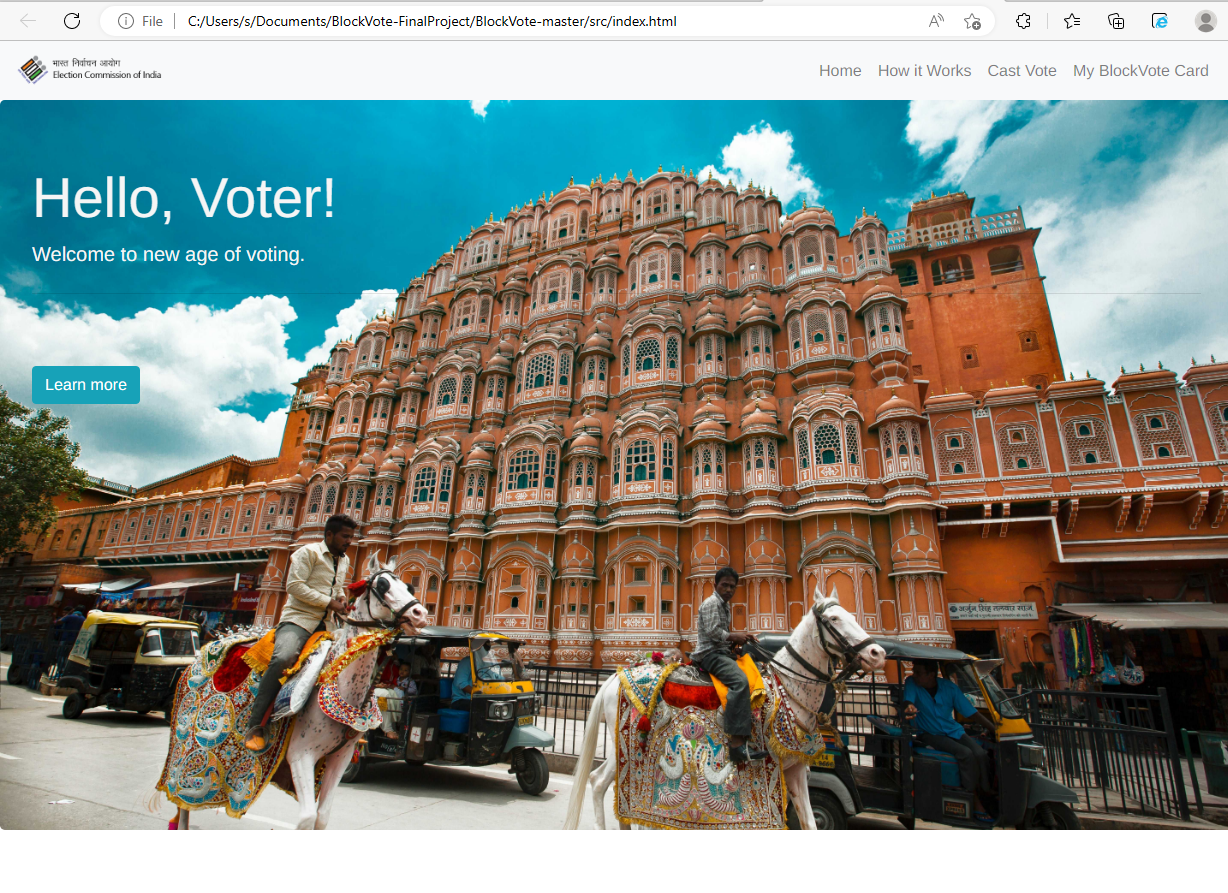 File
C:/Users/s/Documents/BlockVote-FinalProject/BlockVote-master/src/index.html
भारत निर्वाचन आयोग
Election Commission of India
Home How it Works Cast Vote My BlockVote Card
Hello, Voter!
Welcome to new age of voting.
Learn more